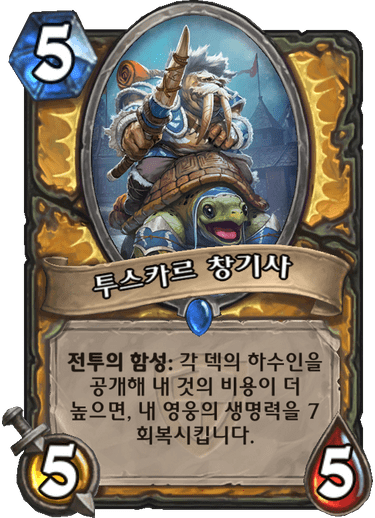 5
투스카르 창기사
전투의 함성: 각 덱의 하수인을
공개해 내 것의 비용이 더
높으면, 내 영웅의 생명력을 7
회복시킵니다.
5 5